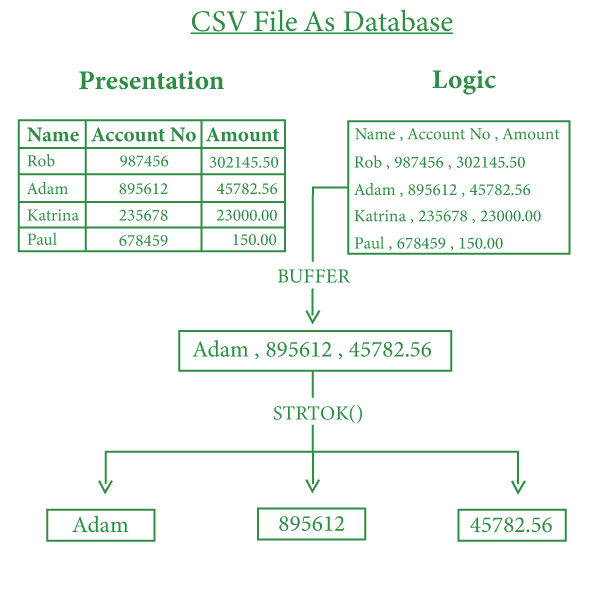 CSV File As Database
Presentation
Logic
Name Account No Amount
Rob 987456 302145.50
Adam 895612 45782.56
Katrina 235678 23000.00
Paul 678459 150.00
Name , Account No , Amount
Rob , 987456 , 302145.50
Adam , 895612 , 45782.56
Katrina , 235678 , 23000.00
Paul , 678459 , 150.00
BUFFER
Adam , 895612 , 45782.56
STRTOK()
Adam
895612
45782.56